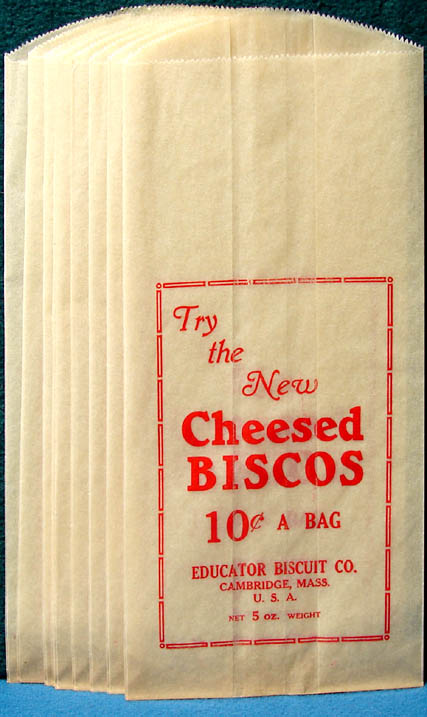 Try
the
New
Cheesed
BISCOS
10¢ A BAG
EDUCATOR BISCUIT CO.
CAMBRIDGE, MASS.
U. S. A.
NET 5 OZ. WEIGHT